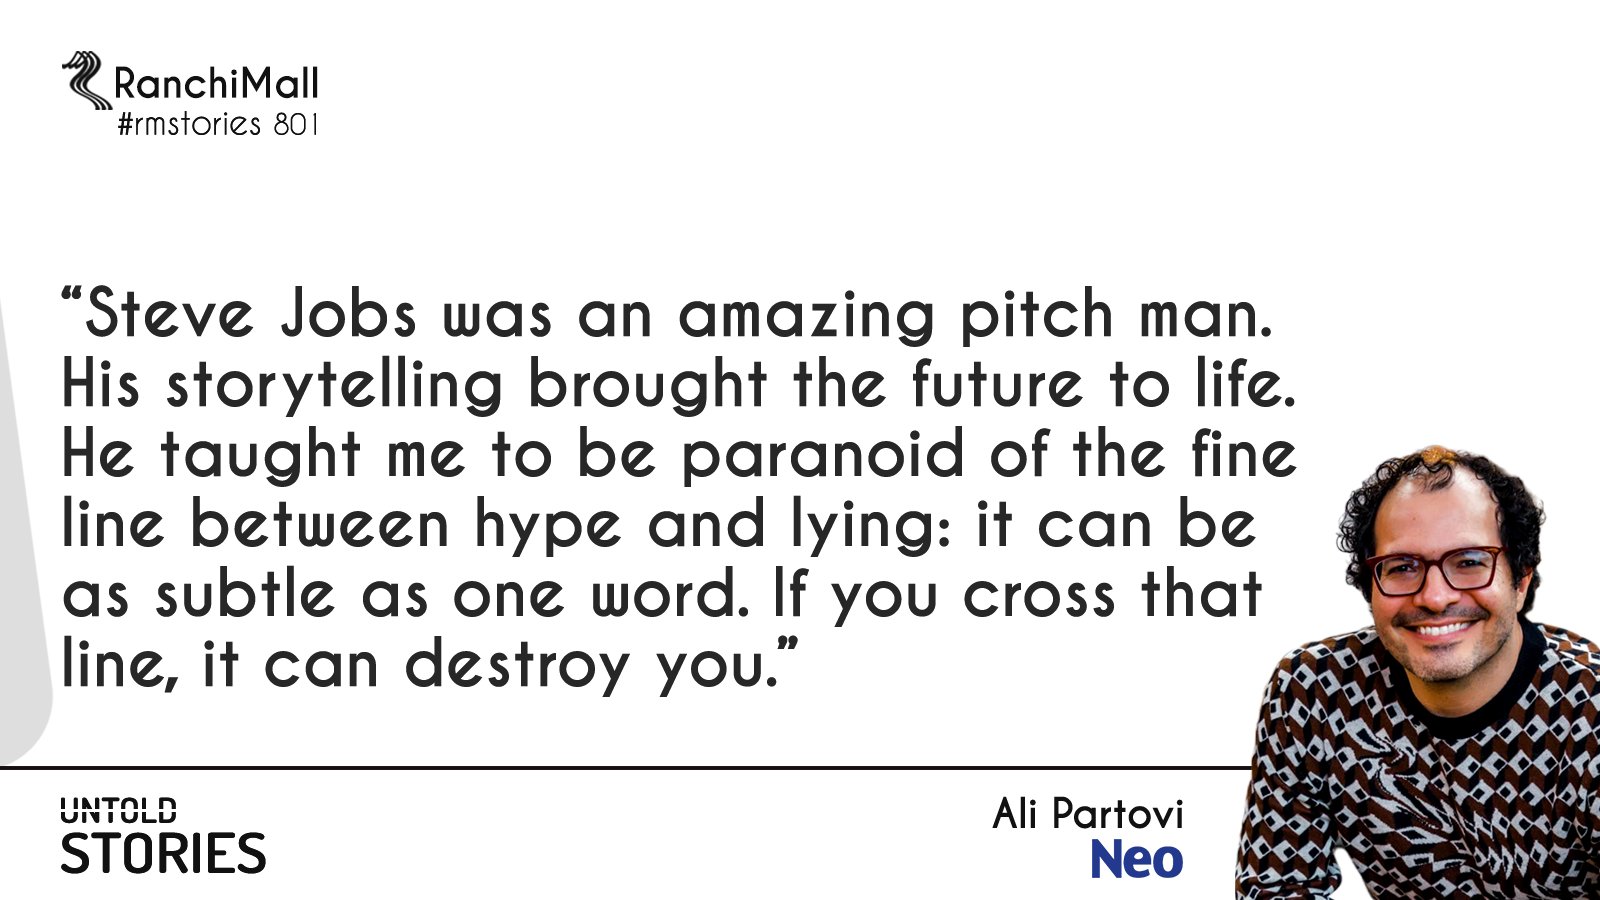 RanchiMall
#rmstories 801
“Steve Jobs was an amazing pitch man.
His storytelling brought the future to life.
He taught me to be paranoid of the fine
line between hype and lying: it can be
as subtle as one word. If you cross that
line, it can destroy you.”
UNTOLD
STORIES
Ali Partovi
Neo